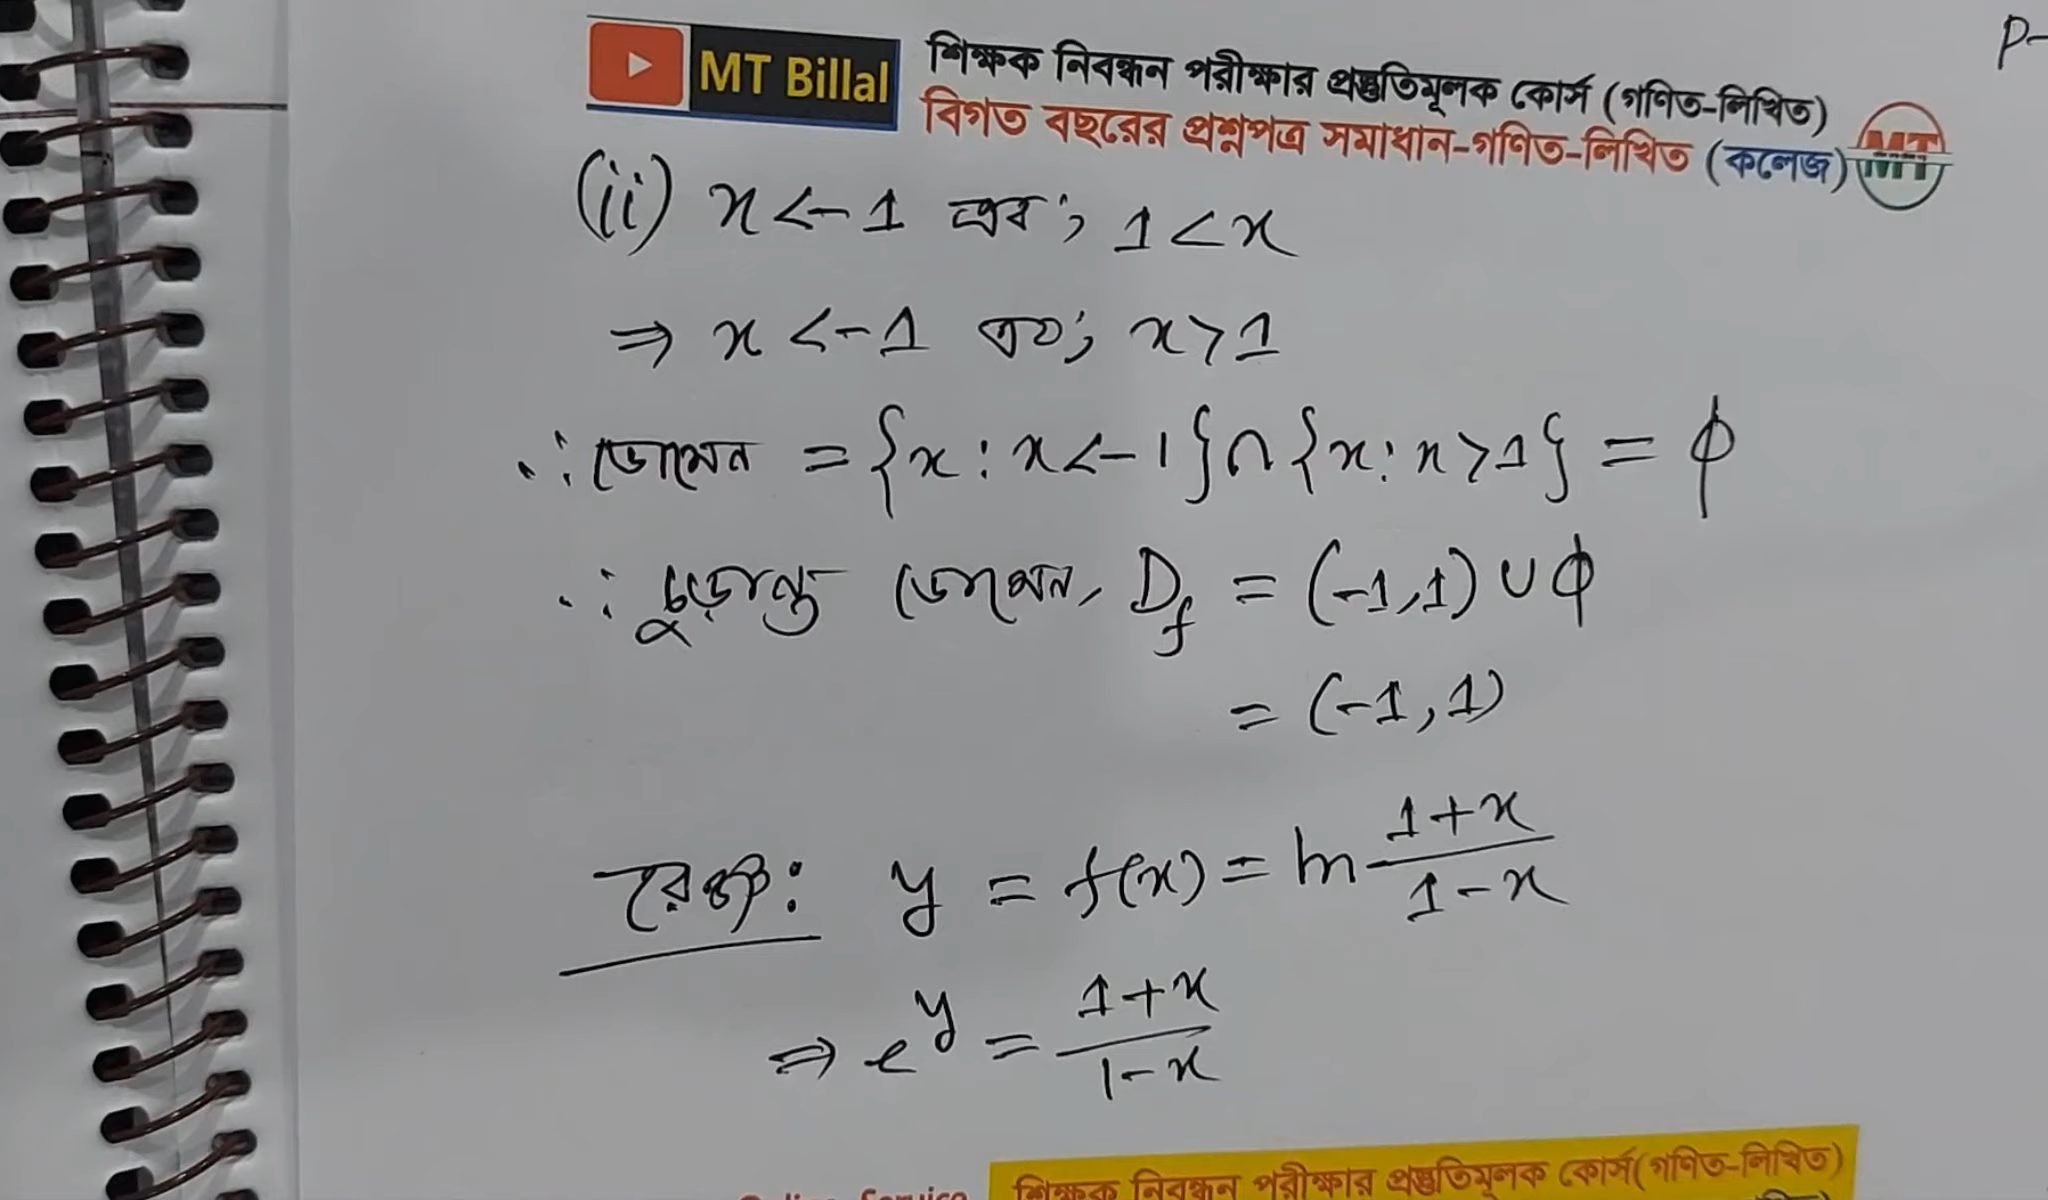 P-
MT Billal
শিক্ষক নিবন্ধন পরীক্ষার প্রস্তুতিমূলক কোর্স (গণিত-লিখিত)
বিগত বছরের প্রশ্নপত্র সমাধান-গণিত-লিখিত (কলেজ)
MT
(ii) x < -1 এবং, 1 < x
⇒ x < -1 এবং, x > 1
∴ ডোমেন = {x : x < -1} ∩ {x : x > 1} = ϕ
∴ চূড়ান্ত ডোমেন, D_f = (-1, 1) ∪ ϕ
= (-1, 1)
রেঞ্জ: y = f(x) = ln (1+x)/(1-x)
⇒ e^y = (1+x)/(1-x)
শিক্ষক নিবন্ধন পরীক্ষার প্রস্তুতিমূলক কোর্স(গণিত-লিখিত)